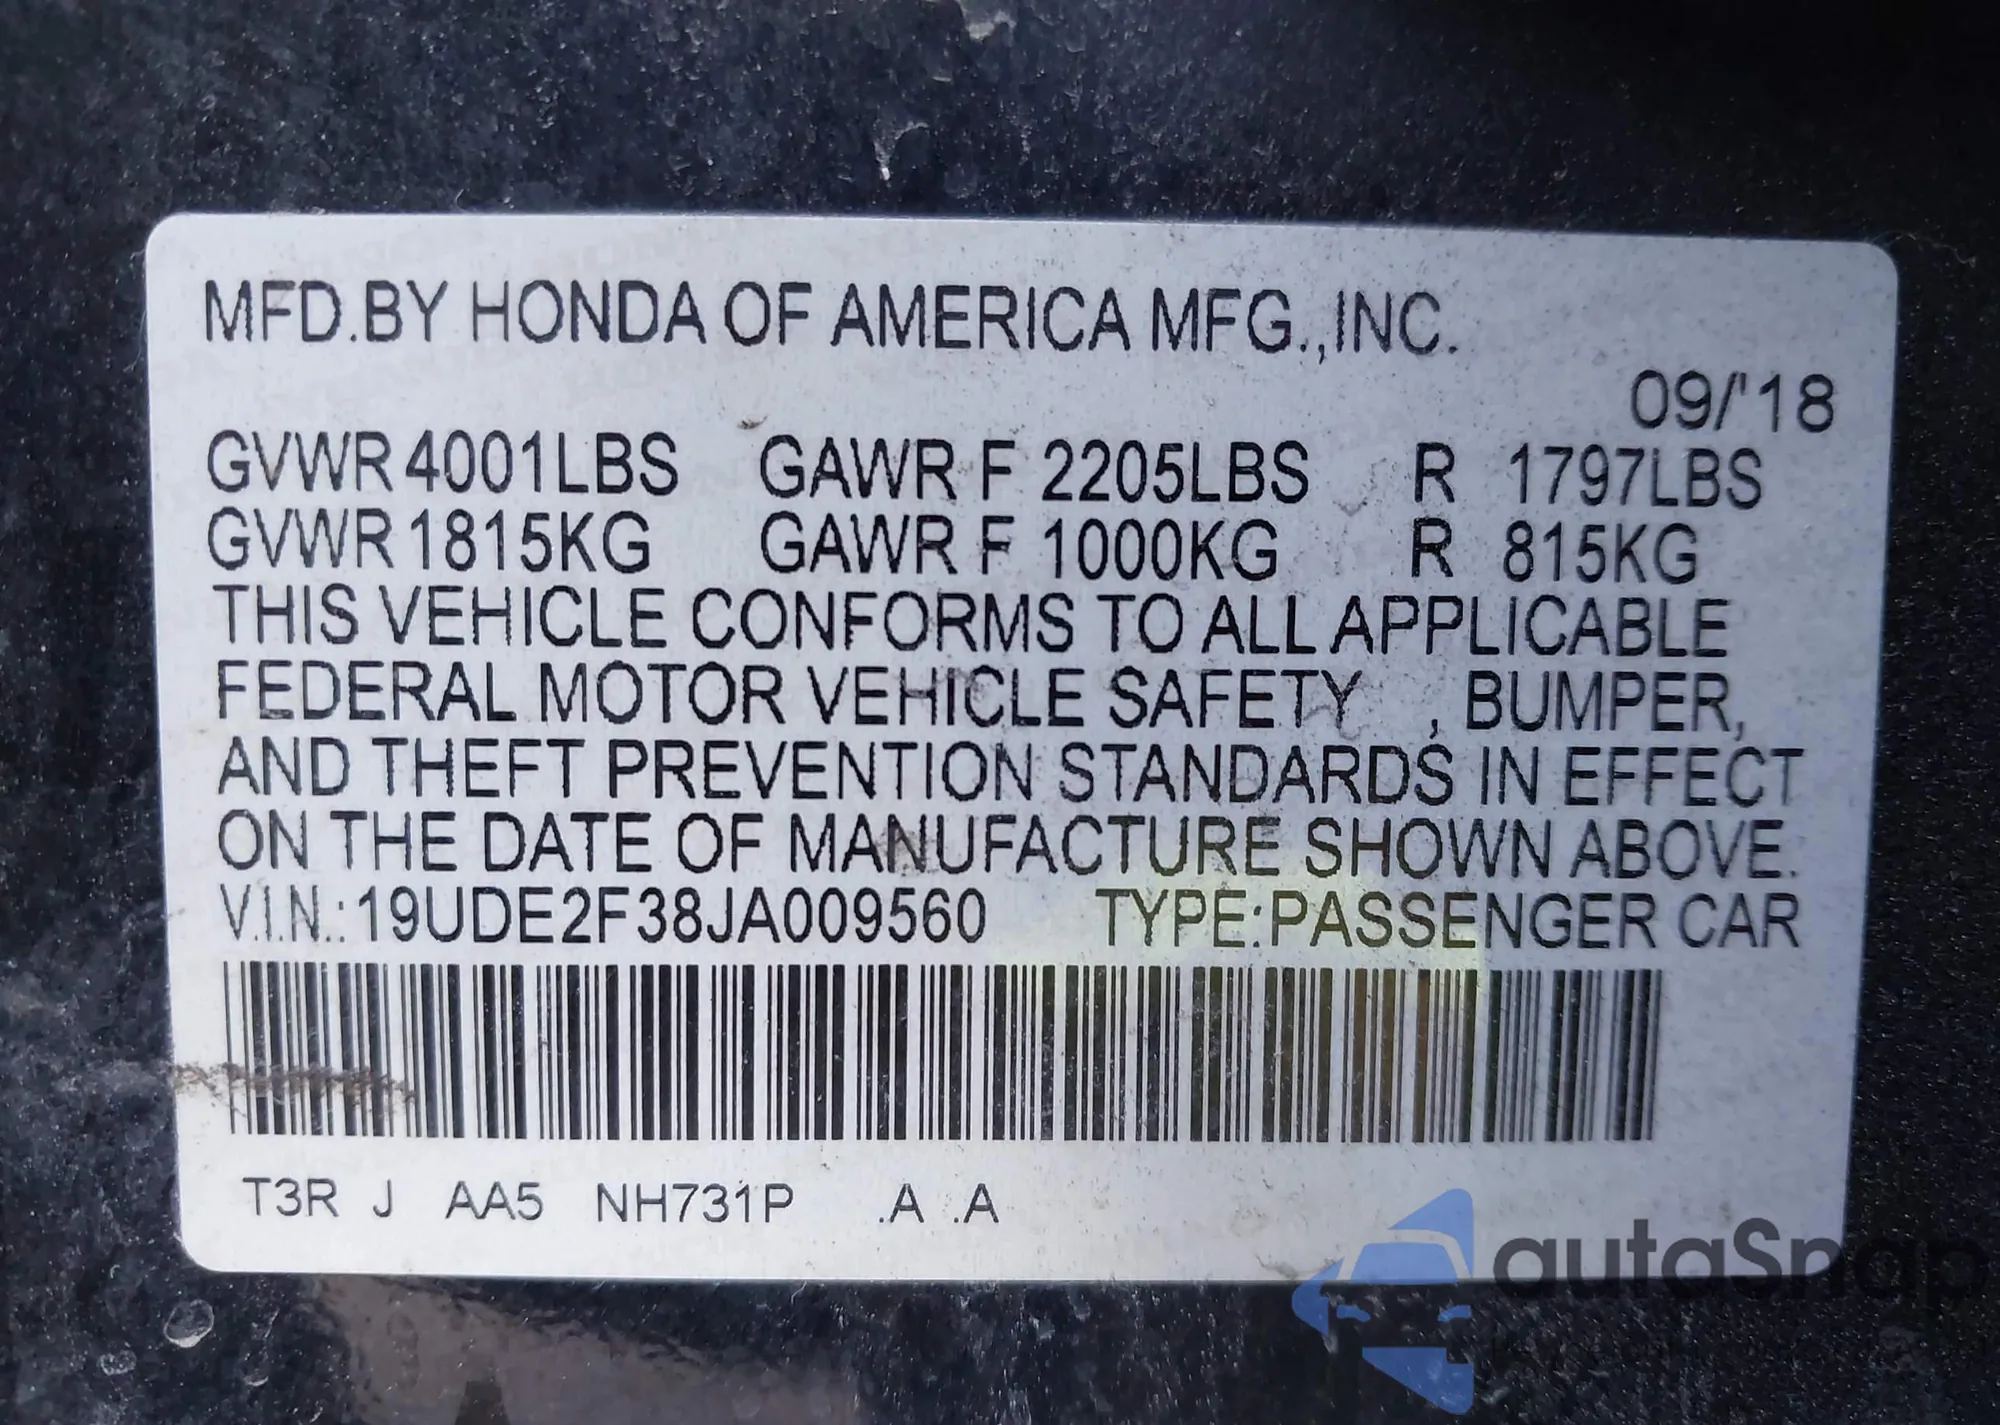 MFD.BY HONDA OF AMERICA MFG.,INC.
09/'18
GVWR 4001LBS GAWR F 2205LBS R 1797LBS
GVWR 1815KG GAWR F 1000KG R 815KG
THIS VEHICLE CONFORMS TO ALL APPLICABLE
FEDERAL MOTOR VEHICLE SAFETY , BUMPER,
AND THEFT PREVENTION STANDARDS IN EFFECT
ON THE DATE OF MANUFACTURE SHOWN ABOVE.
V.I.N.:19UDE2F38JA009560 TYPE:PASSENGER CAR
T3R J AA5 NH731P .A .A
autaSnap